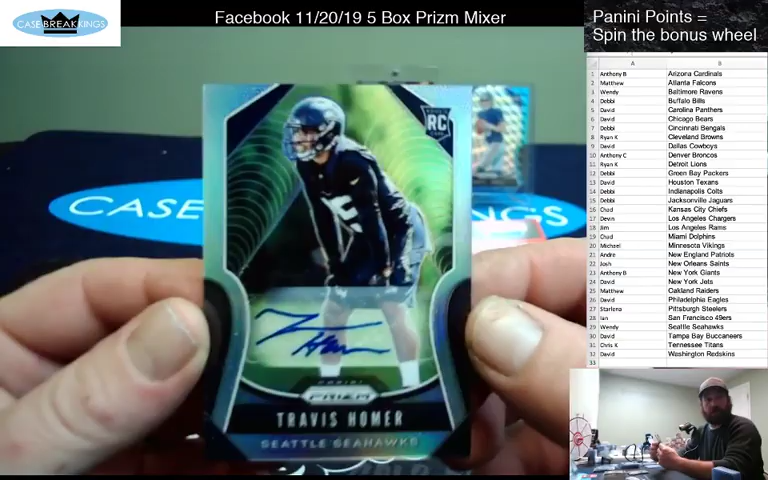 CASE BREAK KINGS
Facebook 11/20/19 5 Box Prizm Mixer
Panini Points =
Spin the bonus wheel
A B
1 Anthony B Arizona Cardinals
2 Matthew Atlanta Falcons
3 Wendy Baltimore Ravens
4 Debbi Buffalo Bills
5 David Carolina Panthers
6 David Chicago Bears
7 Debbi Cincinnati Bengals
8 Ryan K Cleveland Browns
9 David Dallas Cowboys
10 Anthony C Denver Broncos
11 Ryan K Detroit Lions
12 Debbi Green Bay Packers
13 David Houston Texans
14 Debbi Indianapolis Colts
15 Debbi Jacksonville Jaguars
16 Chad Kansas City Chiefs
17 Devin Los Angeles Chargers
18 Jim Los Angeles Rams
19 Chad Miami Dolphins
20 Michael Minnesota Vikings
21 Andre New England Patriots
22 Josh New Orleans Saints
23 Anthony B New York Giants
24 David New York Jets
25 Matthew Oakland Raiders
26 David Philadelphia Eagles
27 Starlena Pittsburgh Steelers
28 Ian San Francisco 49ers
29 Wendy Seattle Seahawks
30 David Tampa Bay Buccaneers
31 Chris K Tennessee Titans
32 David Washington Redskins
33
RC
CASE
KINGS
PANINI
PRIZM
TRAVIS HOMER
SEATTLE SEAHAWKS